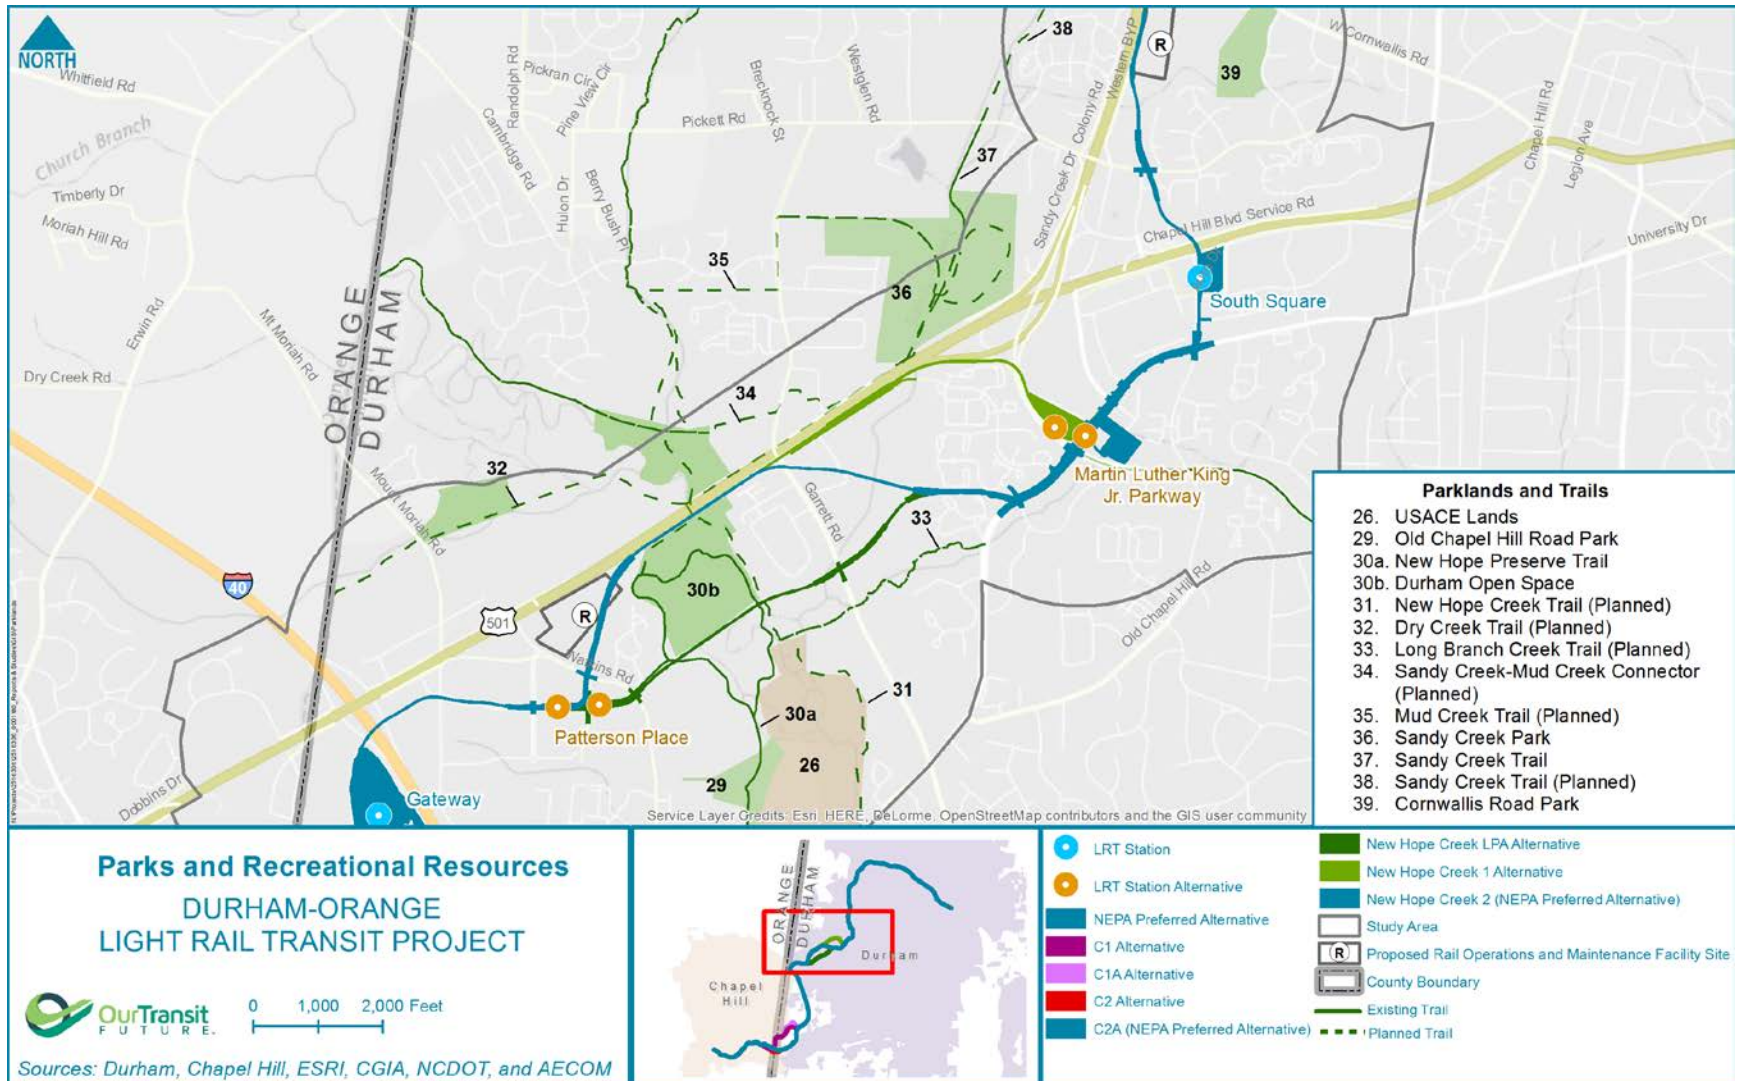 NORTH
Whitfield Rd
Church Branch
Timberly Dr
Moriah Hill Rd
Erwin Rd
Dry Creek Rd
Mt Moriah Rd
Mount Moriah Rd
ORANGE
DURHAM
Randolph Rd
Pickran Cir
Pine View Cir
Cambridge Rd
Hulon Dr
Berry Bush Pl
Brecknock St
Westglen Rd
Pickett Rd
38
37
36
35
34
32
33
31
30b
30a
29
26
39
R
W Cornwallis Rd
Western BYP
Colony Rd
Sandy Creek Dr
Chapel Hill Rd
Legion Ave
Chapel Hill Blvd Service Rd
University Dr
South Square
Martin Luther King
Jr. Parkway
Garrett Rd
Old Chapel Hill Rd
40
501
R
Watkins Rd
Patterson Place
Dobbins Dr
Gateway
Service Layer Credits: Esri, HERE, DeLorme, OpenStreetMap contributors and the GIS user community
Parklands and Trails
26. USACE Lands
29. Old Chapel Hill Road Park
30a. New Hope Preserve Trail
30b. Durham Open Space
31. New Hope Creek Trail (Planned)
32. Dry Creek Trail (Planned)
33. Long Branch Creek Trail (Planned)
34. Sandy Creek-Mud Creek Connector
(Planned)
35. Mud Creek Trail (Planned)
36. Sandy Creek Park
37. Sandy Creek Trail
38. Sandy Creek Trail (Planned)
39. Cornwallis Road Park
Parks and Recreational Resources
DURHAM-ORANGE
LIGHT RAIL TRANSIT PROJECT
OurTransit
FUTURE
0 1,000 2,000 Feet
Sources: Durham, Chapel Hill, ESRI, CGIA, NCDOT, and AECOM
ORANGE
DURHAM
Durham
Chapel
Hill
LRT Station
LRT Station Alternative
NEPA Preferred Alternative
C1 Alternative
C1A Alternative
C2 Alternative
C2A (NEPA Preferred Alternative)
New Hope Creek LPA Alternative
New Hope Creek 1 Alternative
New Hope Creek 2 (NEPA Preferred Alternative)
Study Area
R Proposed Rail Operations and Maintenance Facility Site
County Boundary
Existing Trail
Planned Trail